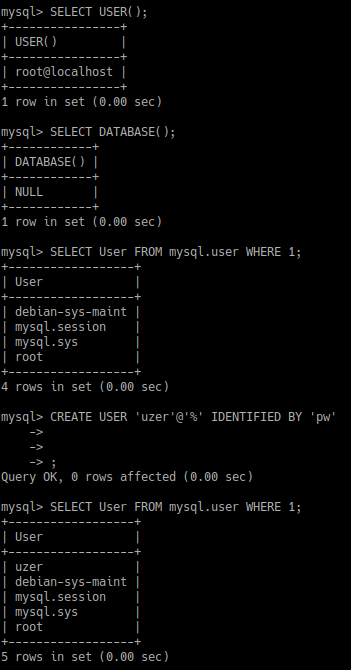 mysql> SELECT USER();
+----------------+
| USER()         |
+----------------+
| root@localhost |
+----------------+
1 row in set (0.00 sec)

mysql> SELECT DATABASE();
+------------+
| DATABASE() |
+------------+
| NULL       |
+------------+
1 row in set (0.00 sec)

mysql> SELECT User FROM mysql.user WHERE 1;
+------------------+
| User             |
+------------------+
| debian-sys-maint |
| mysql.session    |
| mysql.sys        |
| root             |
+------------------+
4 rows in set (0.00 sec)

mysql> CREATE USER 'uzer'@'%' IDENTIFIED BY 'pw'
    ->
    ->
    -> ;
Query OK, 0 rows affected (0.00 sec)

mysql> SELECT User FROM mysql.user WHERE 1;
+------------------+
| User             |
+------------------+
| uzer             |
| debian-sys-maint |
| mysql.session    |
| mysql.sys        |
| root             |
+------------------+
5 rows in set (0.00 sec)